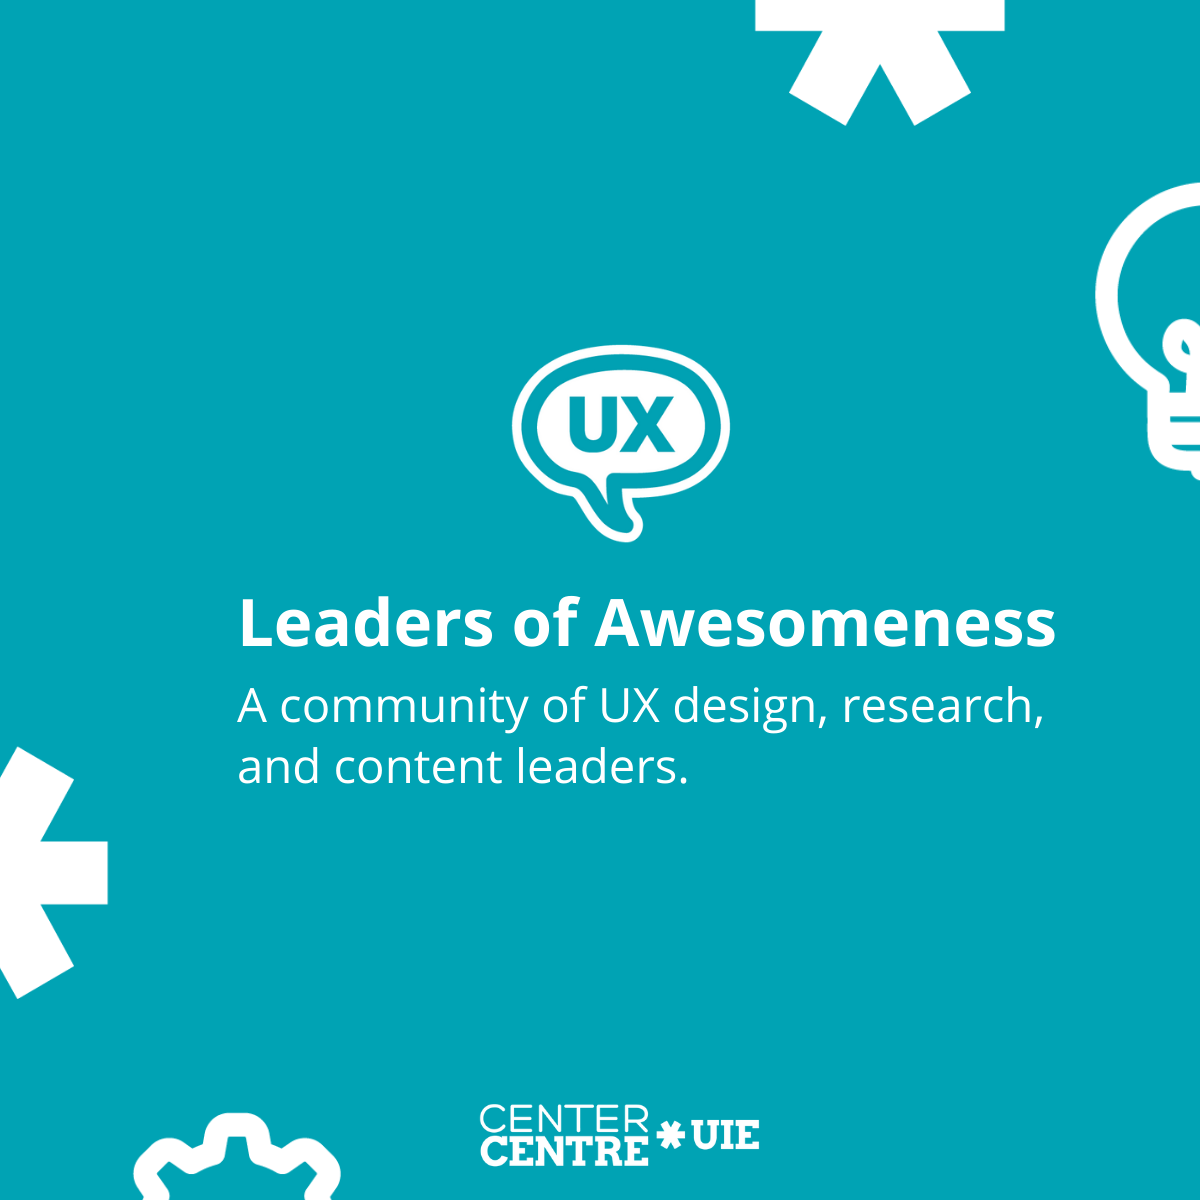 UX
Leaders of Awesomeness
A community of UX design, research,
and content leaders.
CENTER
CENTRE * UIE